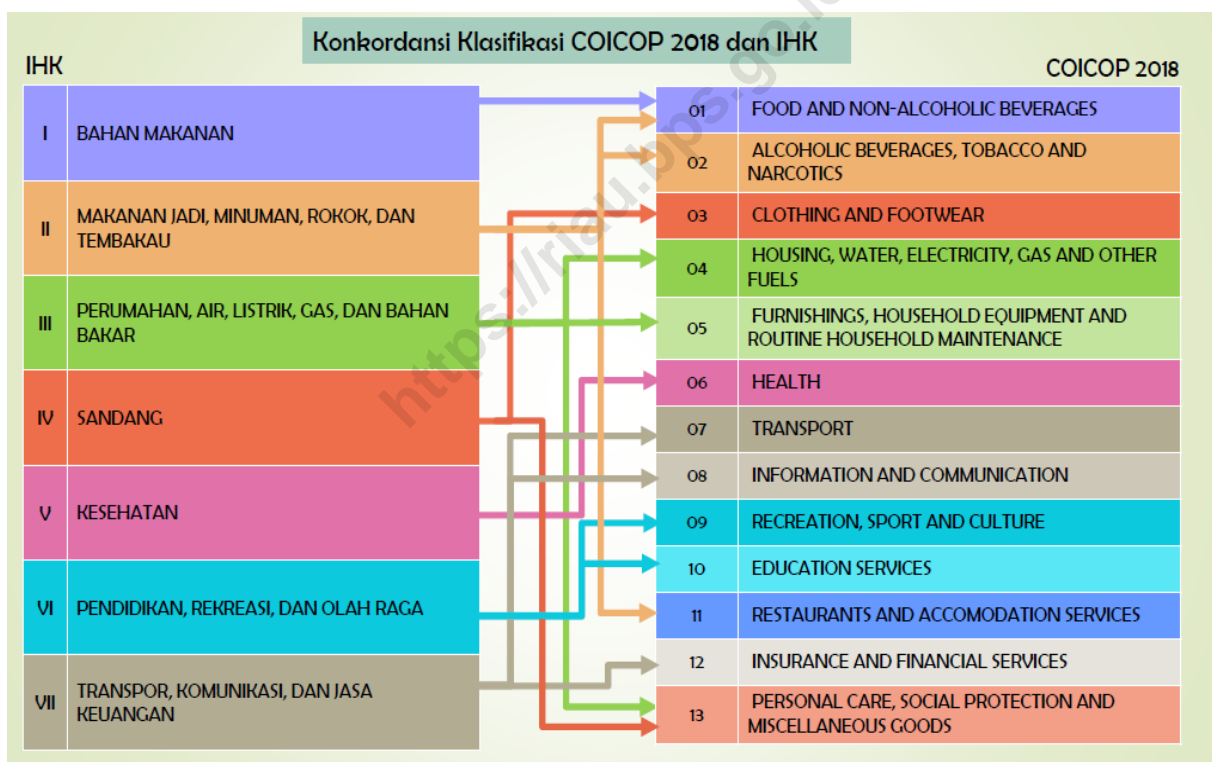 Konkordansi Klasifikasi COICOP 2018 dan IHK
IHK
COICOP 2018
I BAHAN MAKANAN
II MAKANAN JADI, MINUMAN, ROKOK, DAN
TEMBAKAU
III PERUMAHAN, AIR, LISTRIK, GAS, DAN BAHAN
BAKAR
IV SANDANG
V KESEHATAN
VI PENDIDIKAN, REKREASI, DAN OLAH RAGA
VII TRANSPOR, KOMUNIKASI, DAN JASA
KEUANGAN
01 FOOD AND NON-ALCOHOLIC BEVERAGES
02 ALCOHOLIC BEVERAGES, TOBACCO AND
NARCOTICS
03 CLOTHING AND FOOTWEAR
04 HOUSING, WATER, ELECTRICITY, GAS AND OTHER
FUELS
05 FURNISHINGS, HOUSEHOLD EQUIPMENT AND
ROUTINE HOUSEHOLD MAINTENANCE
06 HEALTH
07 TRANSPORT
08 INFORMATION AND COMMUNICATION
09 RECREATION, SPORT AND CULTURE
10 EDUCATION SERVICES
11 RESTAURANTS AND ACCOMODATION SERVICES
12 INSURANCE AND FINANCIAL SERVICES
13 PERSONAL CARE, SOCIAL PROTECTION AND
MISCELLANEOUS GOODS
https://riau.bps.go.i